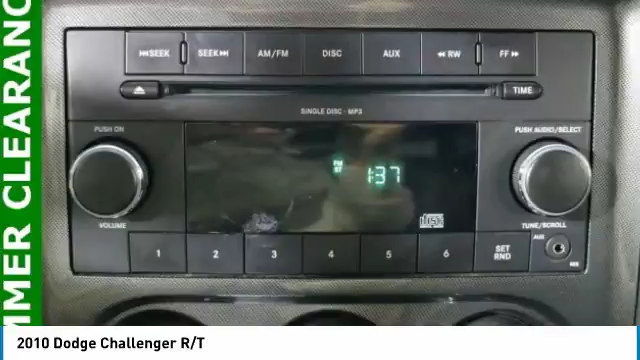 MMER CLEARANC
SEEK
SEEK
AM/FM
DISC
AUX
RW
FF
TIME
SINGLE DISC · MP3
PUSH ON
PUSH AUDIO/SELECT
1:37
VOLUME
TUNE/SCROLL
1
2
3
4
5
6
SET
RND
AUX
2010 Dodge Challenger R/T